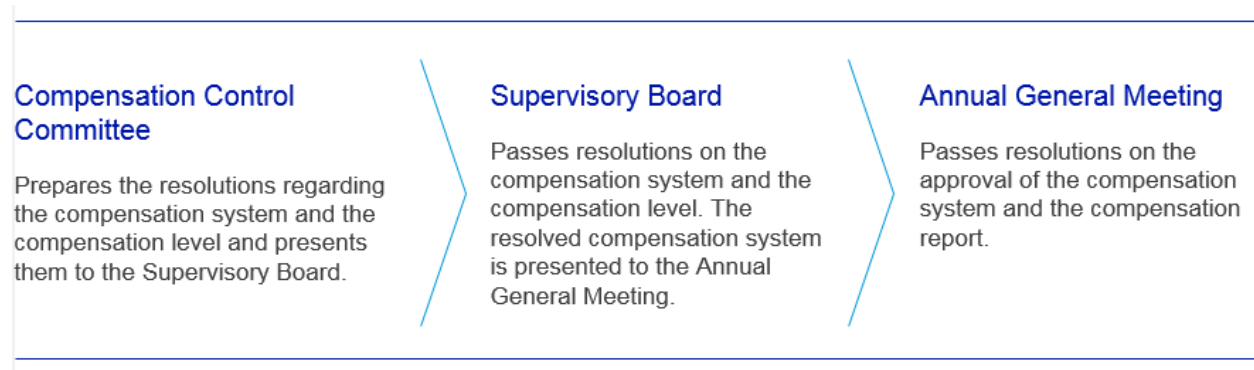 Compensation Control
Committee
Prepares the resolutions regarding
the compensation system and the
compensation level and presents
them to the Supervisory Board.
Supervisory Board
Passes resolutions on the
compensation system and the
compensation level. The
resolved compensation system
is presented to the Annual
General Meeting.
Annual General Meeting
Passes resolutions on the
approval of the compensation
system and the compensation
report.